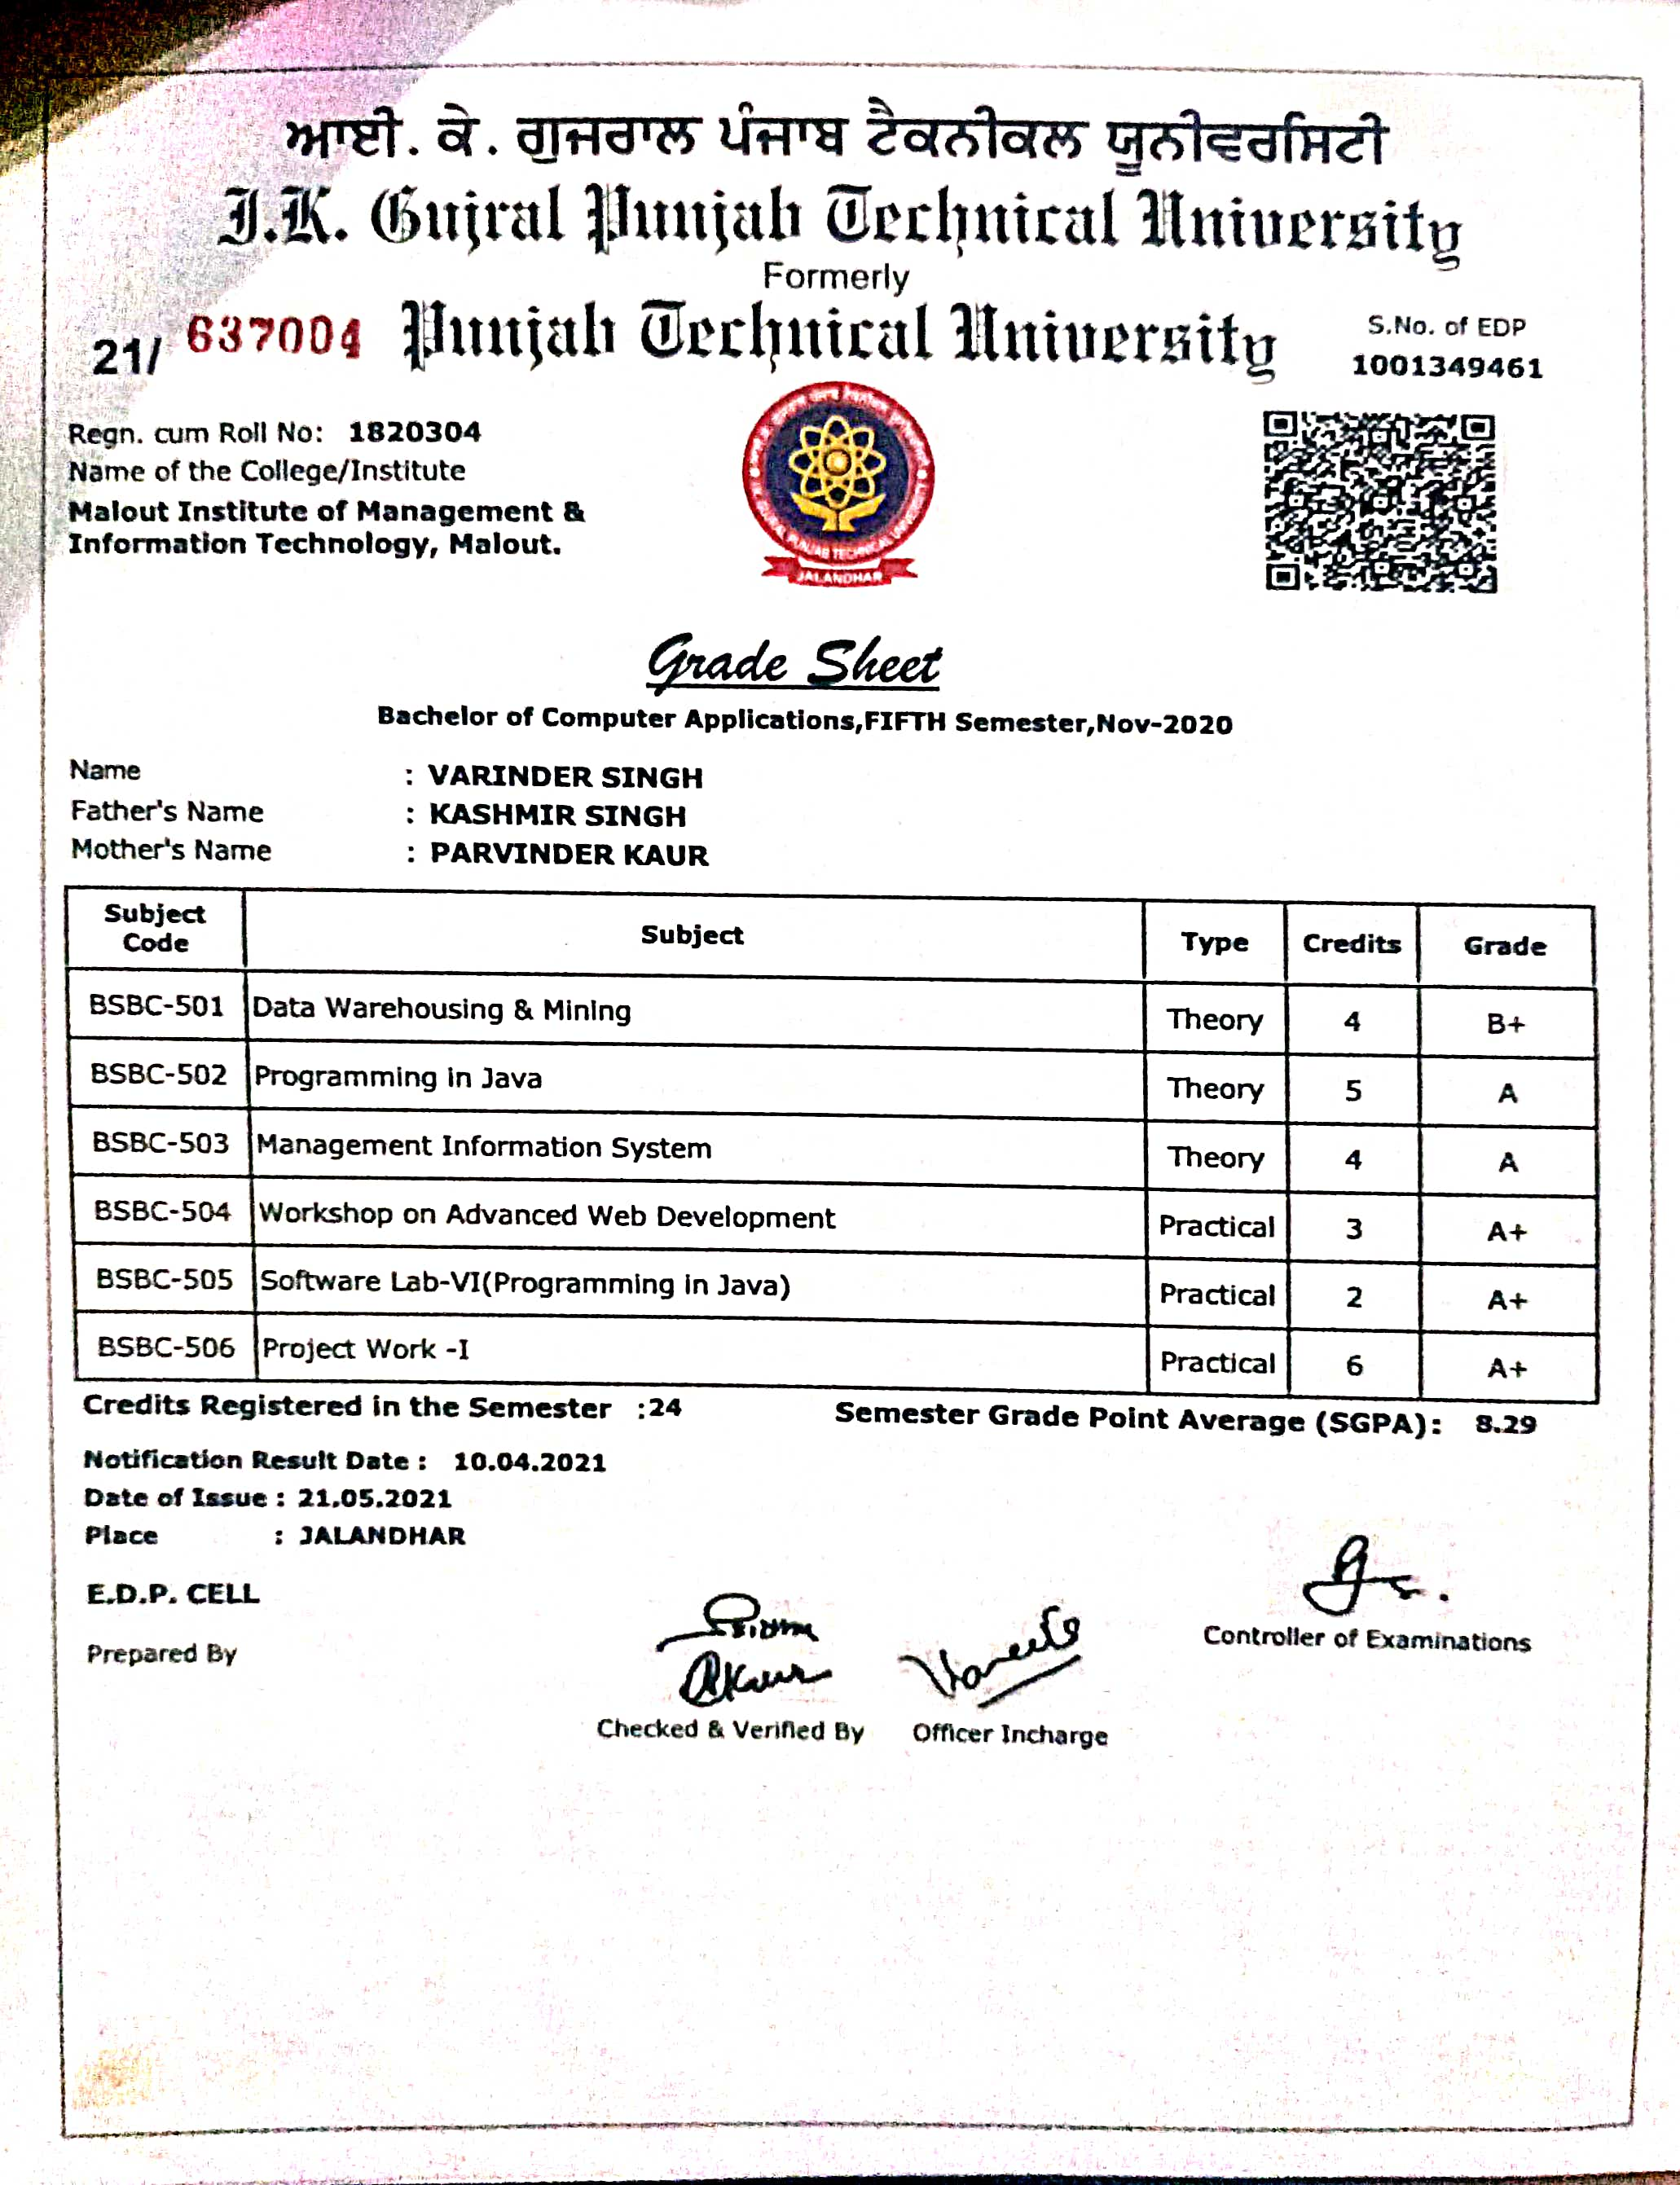 ਆਈ. ਕੇ. ਗੁਜਰਾਲ ਪੰਜਾਬ ਟੈਕਨੀਕਲ ਯੂਨੀਵਰਸਿਟੀ
I.K. Gujral Punjab Technical University
Formerly
21/ 637004 Punjab Technical University
S.No. of EDP
1001349461
Regn. cum Roll No: 1820304
Name of the College/Institute
Malout Institute of Management &
Information Technology, Malout.
PUNJAB TECHNICAL
JALANDHAR
Grade Sheet
Bachelor of Computer Applications,FIFTH Semester,Nov-2020
Name : VARINDER SINGH
Father's Name : KASHMIR SINGH
Mother's Name : PARVINDER KAUR
Subject Code Subject Type Credits Grade
BSBC-501 Data Warehousing & Mining Theory 4 B+
BSBC-502 Programming in Java Theory 5 A
BSBC-503 Management Information System Theory 4 A
BSBC-504 Workshop on Advanced Web Development Practical 3 A+
BSBC-505 Software Lab-VI(Programming in Java) Practical 2 A+
BSBC-506 Project Work -I Practical 6 A+
Credits Registered in the Semester :24 Semester Grade Point Average (SGPA): 8.29
Notification Result Date : 10.04.2021
Date of Issue : 21.05.2021
Place : JALANDHAR
E.D.P. CELL
Prepared By
Controller of Examinations
Checked & Verified By Officer Incharge